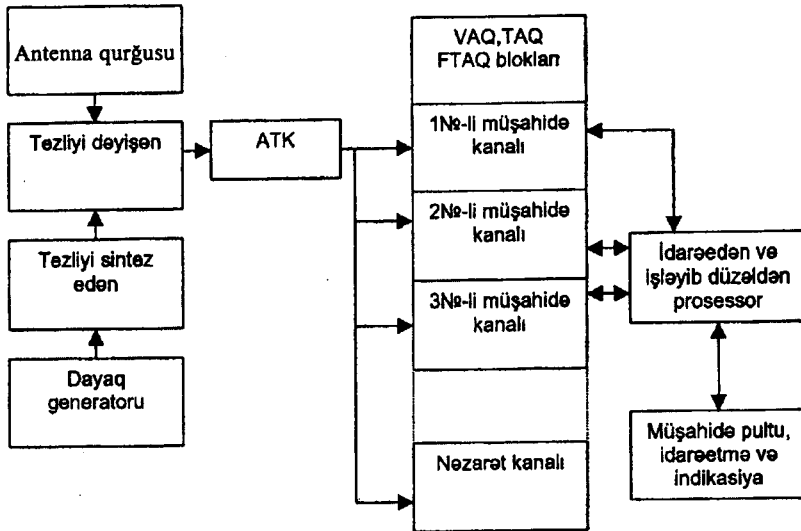 Antenna qurğusu
Tezliyi dəyişən
Tezliyi sintez
edən
Dayaq
generatoru
ATK
VAQ,TAQ
FTAQ blokları
1№-li müşahidə
kanalı
2№-li müşahidə
kanalı
3№-li müşahidə
kanalı
Nəzarət kanalı
İdarəedən və
işləyib düzəldən
prosessor
Müşahidə pultu,
idarəetmə və
indikasiya